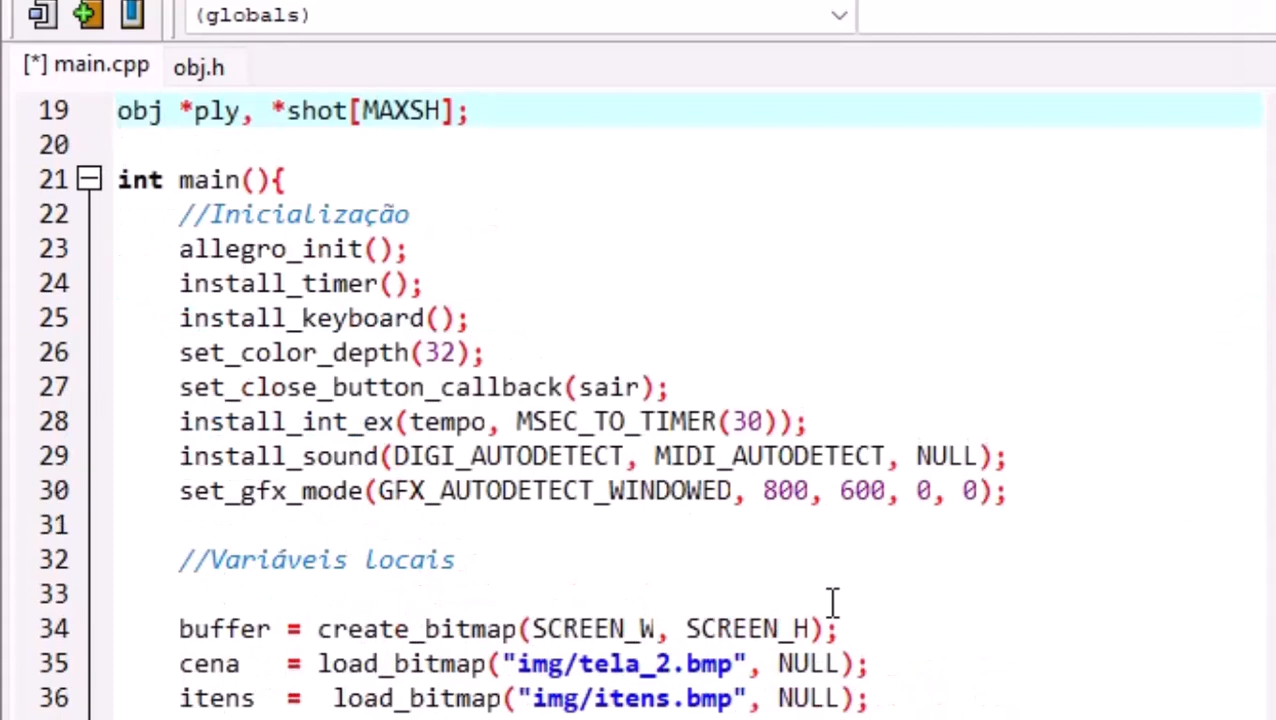 (globals)
[*] main.cpp
obj.h
19 obj *ply, *shot[MAXSH];
20
21 int main(){
22 //Inicialização
23 allegro_init();
24 install_timer();
25 install_keyboard();
26 set_color_depth(32);
27 set_close_button_callback(sair);
28 install_int_ex(tempo, MSEC_TO_TIMER(30));
29 install_sound(DIGI_AUTODETECT, MIDI_AUTODETECT, NULL);
30 set_gfx_mode(GFX_AUTODETECT_WINDOWED, 800, 600, 0, 0);
31
32 //Variáveis locais
33
34 buffer = create_bitmap(SCREEN_W, SCREEN_H);
35 cena = load_bitmap("img/tela_2.bmp", NULL);
36 itens = load_bitmap("img/itens.bmp", NULL);